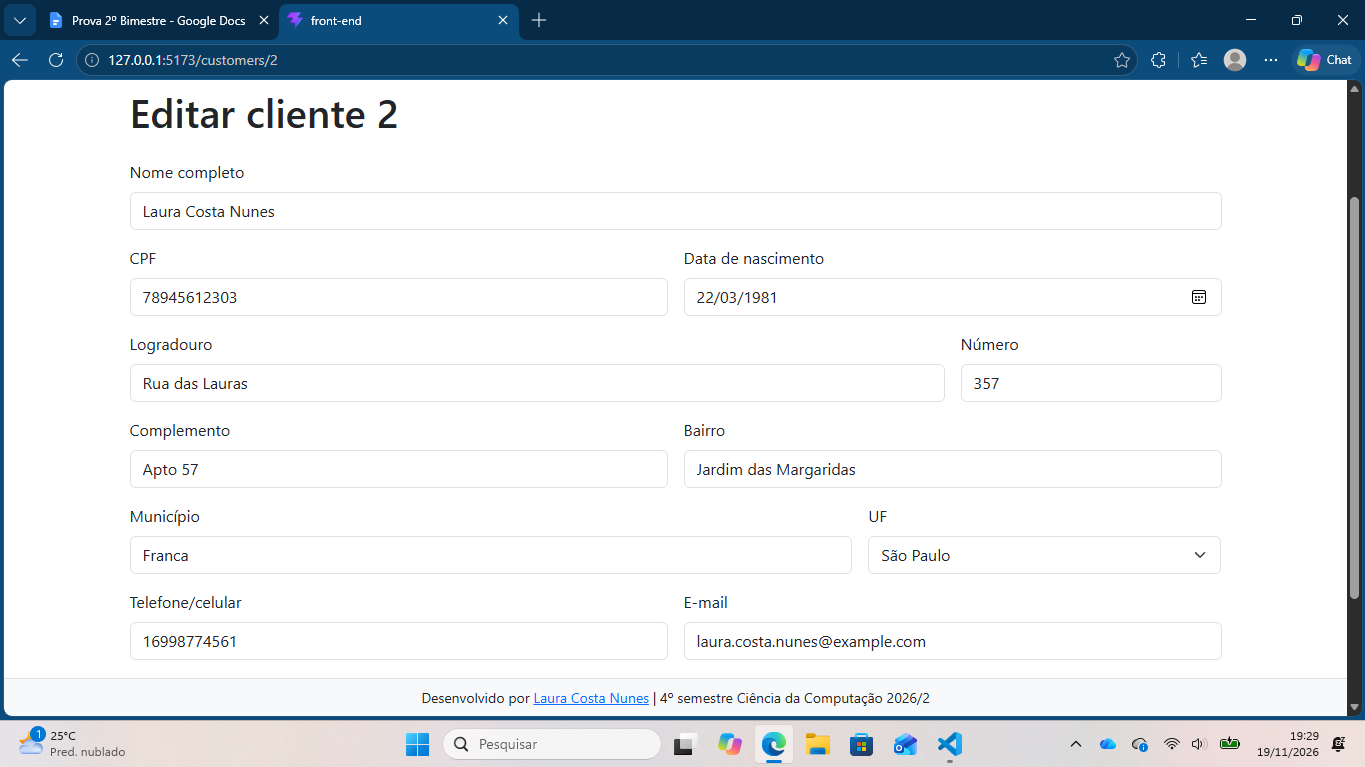 Prova 2º Bimestre - Google Docs
front-end
127.0.0.1:5173/customers/2
Chat
Editar cliente 2
Nome completo
Laura Costa Nunes
CPF
Data de nascimento
78945612303
22/03/1981
Logradouro
Número
Rua das Lauras
357
Complemento
Bairro
Apto 57
Jardim das Margaridas
Município
UF
Franca
São Paulo
Telefone/celular
E-mail
16998774561
laura.costa.nunes@example.com
Desenvolvido por Laura Costa Nunes | 4º semestre Ciência da Computação 2026/2
1
25°C
Pred. nublado
Pesquisar
19:29
19/11/2026